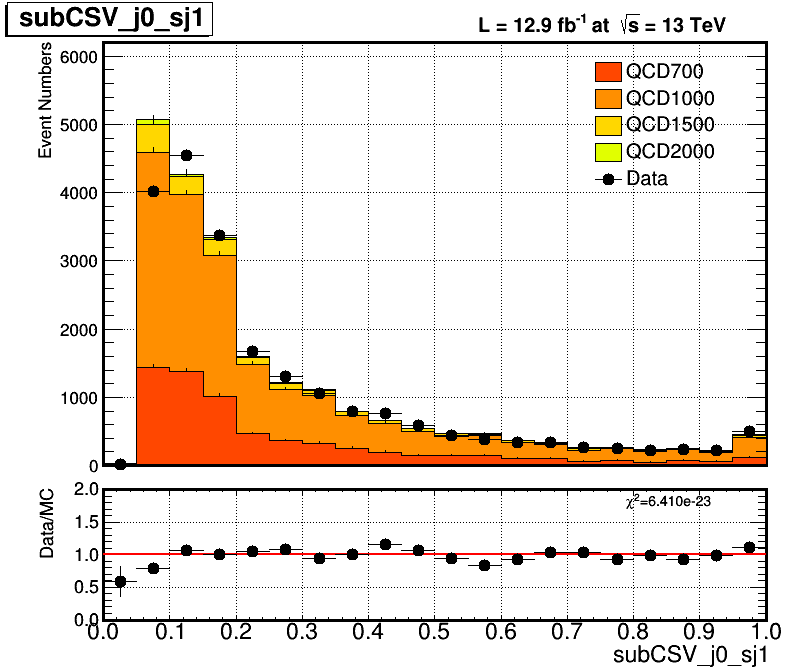 subCSV_j0_sj1
L = 12.9 fb⁻¹ at √s = 13 TeV
Event Numbers
6000
5000
4000
3000
2000
1000
0
QCD700
QCD1000
QCD1500
QCD2000
Data
Data/MC
2.0
1.5
1.0
0.5
0.0
χ²=6.410e-23
0.0 0.1 0.2 0.3 0.4 0.5 0.6 0.7 0.8 0.9 1.0
subCSV_j0_sj1